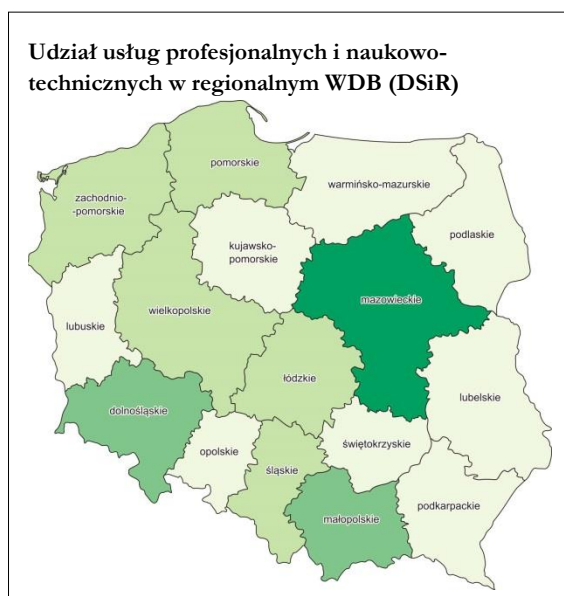 Udział usług profesjonalnych i naukowo-
technicznych w regionalnym WDB (DSiR)
pomorskie
warmińsko-mazurskie
zachodnio-
-pomorskie
podlaskie
kujawsko-
pomorskie
mazowieckie
wielkopolskie
lubuskie
łódzkie
lubelskie
dolnośląskie
świętokrzyskie
opolskie
śląskie
podkarpackie
małopolskie